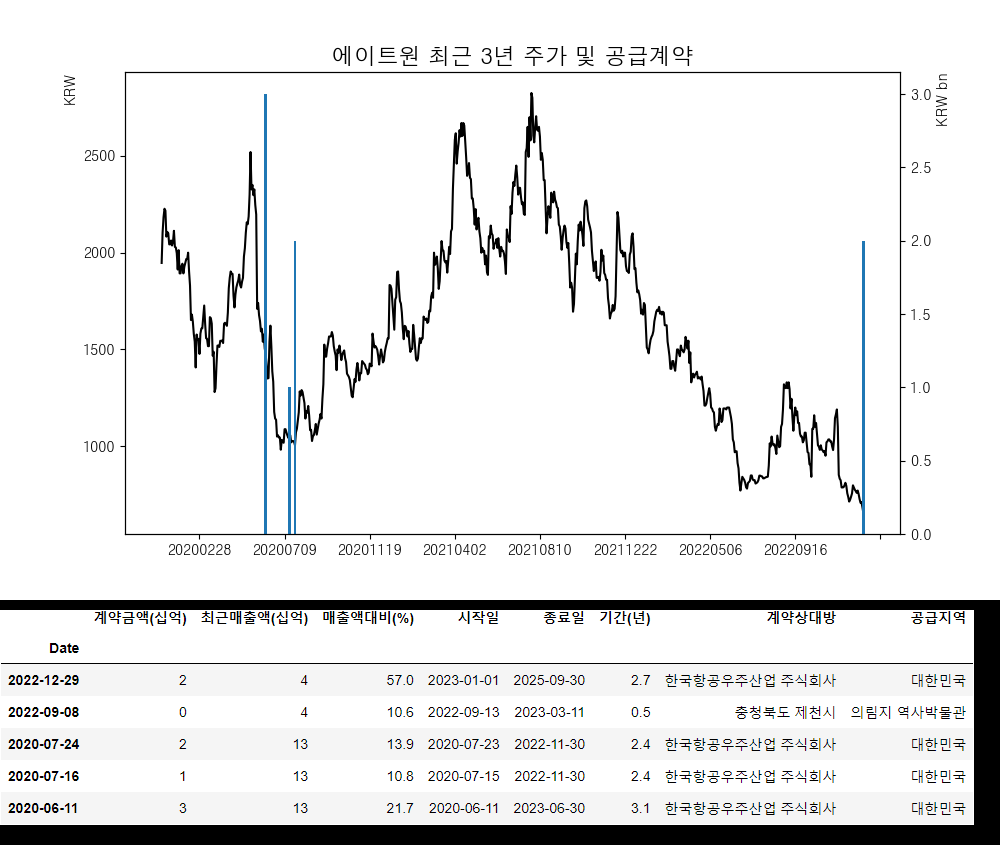 에이트원 최근 3년 주가 및 공급계약
KRW
KRW bn
2500
2000
1500
1000
3.0
2.5
2.0
1.5
1.0
0.5
0.0
20200228 20200709 20201119 20210402 20210810 20211222 20220506 20220916
계약금액(십억) 최근매출액(십억) 매출액대비(%) 시작일 종료일 기간(년) 계약상대방 공급지역
Date
2022-12-29 2 4 57.0 2023-01-01 2025-09-30 2.7 한국항공우주산업 주식회사 대한민국
2022-09-08 0 4 10.6 2022-09-13 2023-03-11 0.5 충청북도 제천시 의림지 역사박물관
2020-07-24 2 13 13.9 2020-07-23 2022-11-30 2.4 한국항공우주산업 주식회사 대한민국
2020-07-16 1 13 10.8 2020-07-15 2022-11-30 2.4 한국항공우주산업 주식회사 대한민국
2020-06-11 3 13 21.7 2020-06-11 2023-06-30 3.1 한국항공우주산업 주식회사 대한민국